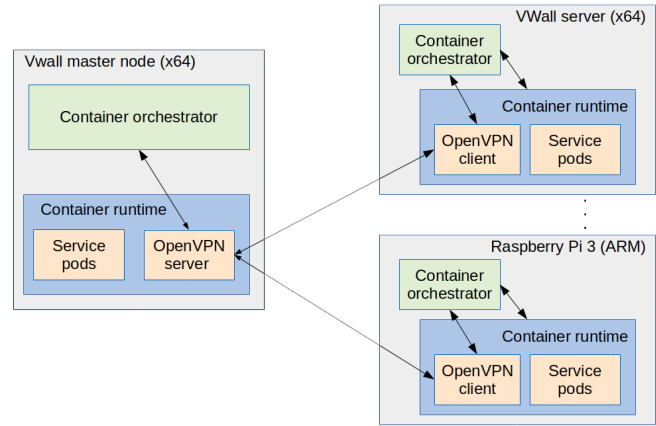 Vwall master node (x64)
Container orchestrator
Container runtime
Service
pods
OpenVPN
server
VWall server (x64)
Container
orchestrator
Container runtime
OpenVPN
client
Service
pods
.
.
.
Raspberry Pi 3 (ARM)
Container
orchestrator
Container runtime
OpenVPN
client
Service
pods